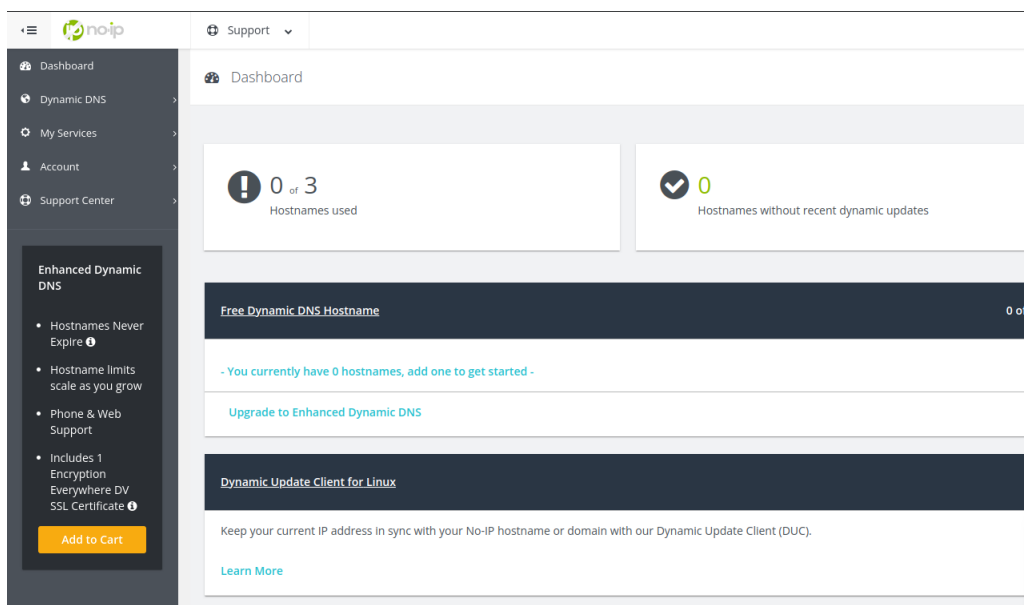 no-ip
Support
Dashboard
Dynamic DNS
My Services
Account
Support Center
Enhanced Dynamic
DNS
• Hostnames Never
Expire
• Hostname limits
scale as you grow
• Phone & Web
Support
• Includes 1
Encryption
Everywhere DV
SSL Certificate
Add to Cart
Dashboard
0 of 3
Hostnames used
0
Hostnames without recent dynamic updates
Free Dynamic DNS Hostname
0 of
- You currently have 0 hostnames, add one to get started -
Upgrade to Enhanced Dynamic DNS
Dynamic Update Client for Linux
Keep your current IP address in sync with your No-IP hostname or domain with our Dynamic Update Client (DUC).
Learn More